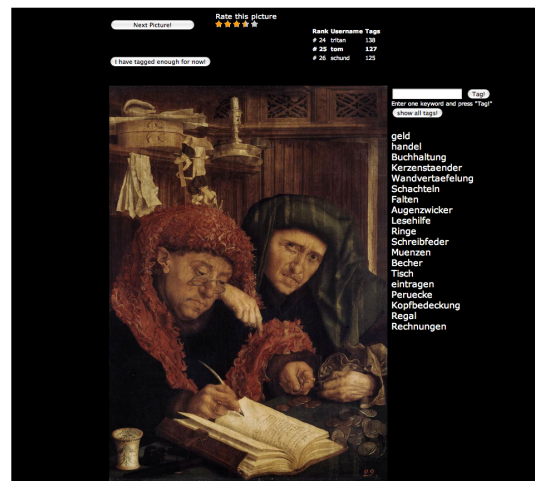 Next Picture!
Rate this picture
Rank Username Tags
# 24 tritan 138
# 25 tom 127
# 26 schund 125
I have tagged enough for now!
Tag!
Enter one keyword and press "Tag!"
show all tags!
geld
handel
Buchhaltung
Kerzenstaender
Wandvertaefelung
Schachteln
Falten
Augenzwicker
Lesehilfe
Ringe
Schreibfeder
Muenzen
Becher
Tisch
eintragen
Peruecke
Kopfbedeckung
Regal
Rechnungen